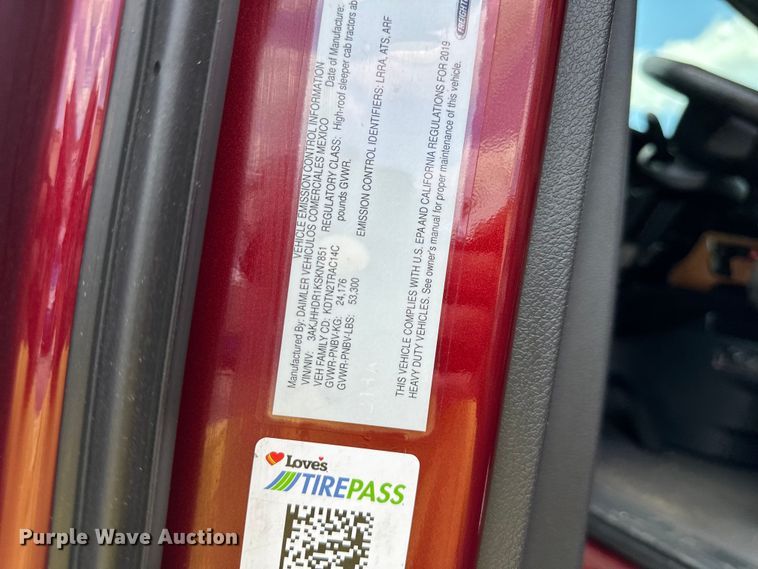 VEHICLE EMISSION CONTROL INFORMATION
Manufactured By: DAIMLER VEHICULOS COMERCIALES MEXICO Date of Manufacture:
VIN/NIV: 3AKJHHDR1KSKN7851 REGULATORY CLASS: High-roof sleeper cab tractors ab
VEH FAMILY CD: KDTN2TRAC14C pounds GVWR.
GVWR-PNBV-KG: 24,176
GVWR-PNBV-LBS: 53,300
EMISSION CONTROL IDENTIFIERS: LRRA, ATS, ARF
THIS VEHICLE COMPLIES WITH U.S. EPA AND CALIFORNIA REGULATIONS FOR 2019
HEAVY DUTY VEHICLES. See owner's manual for proper maintenance of this vehicle.
Love's
TIREPASS
Purple Wave Auction